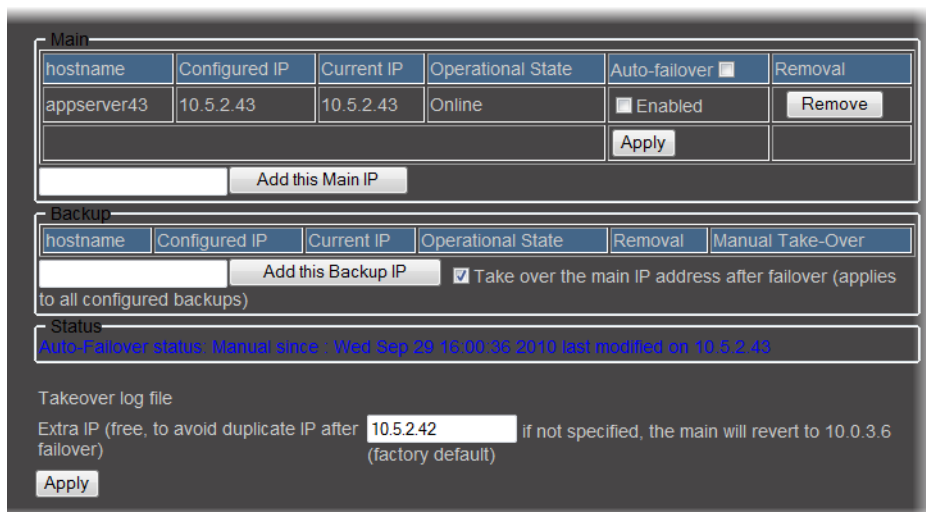 Main
hostname Configured IP Current IP Operational State Auto-failover Removal
appserver43 10.5.2.43 10.5.2.43 Online Enabled Remove
Apply
Add this Main IP
Backup
hostname Configured IP Current IP Operational State Removal Manual Take-Over
Add this Backup IP Take over the main IP address after failover (applies
to all configured backups)
Status
Auto-Failover status: Manual since : Wed Sep 29 16:00:36 2010 last modified on 10.5.2.43
Takeover log file
Extra IP (free, to avoid duplicate IP after 10.5.2.42 if not specified, the main will revert to 10.0.3.6
failover) (factory default)
Apply